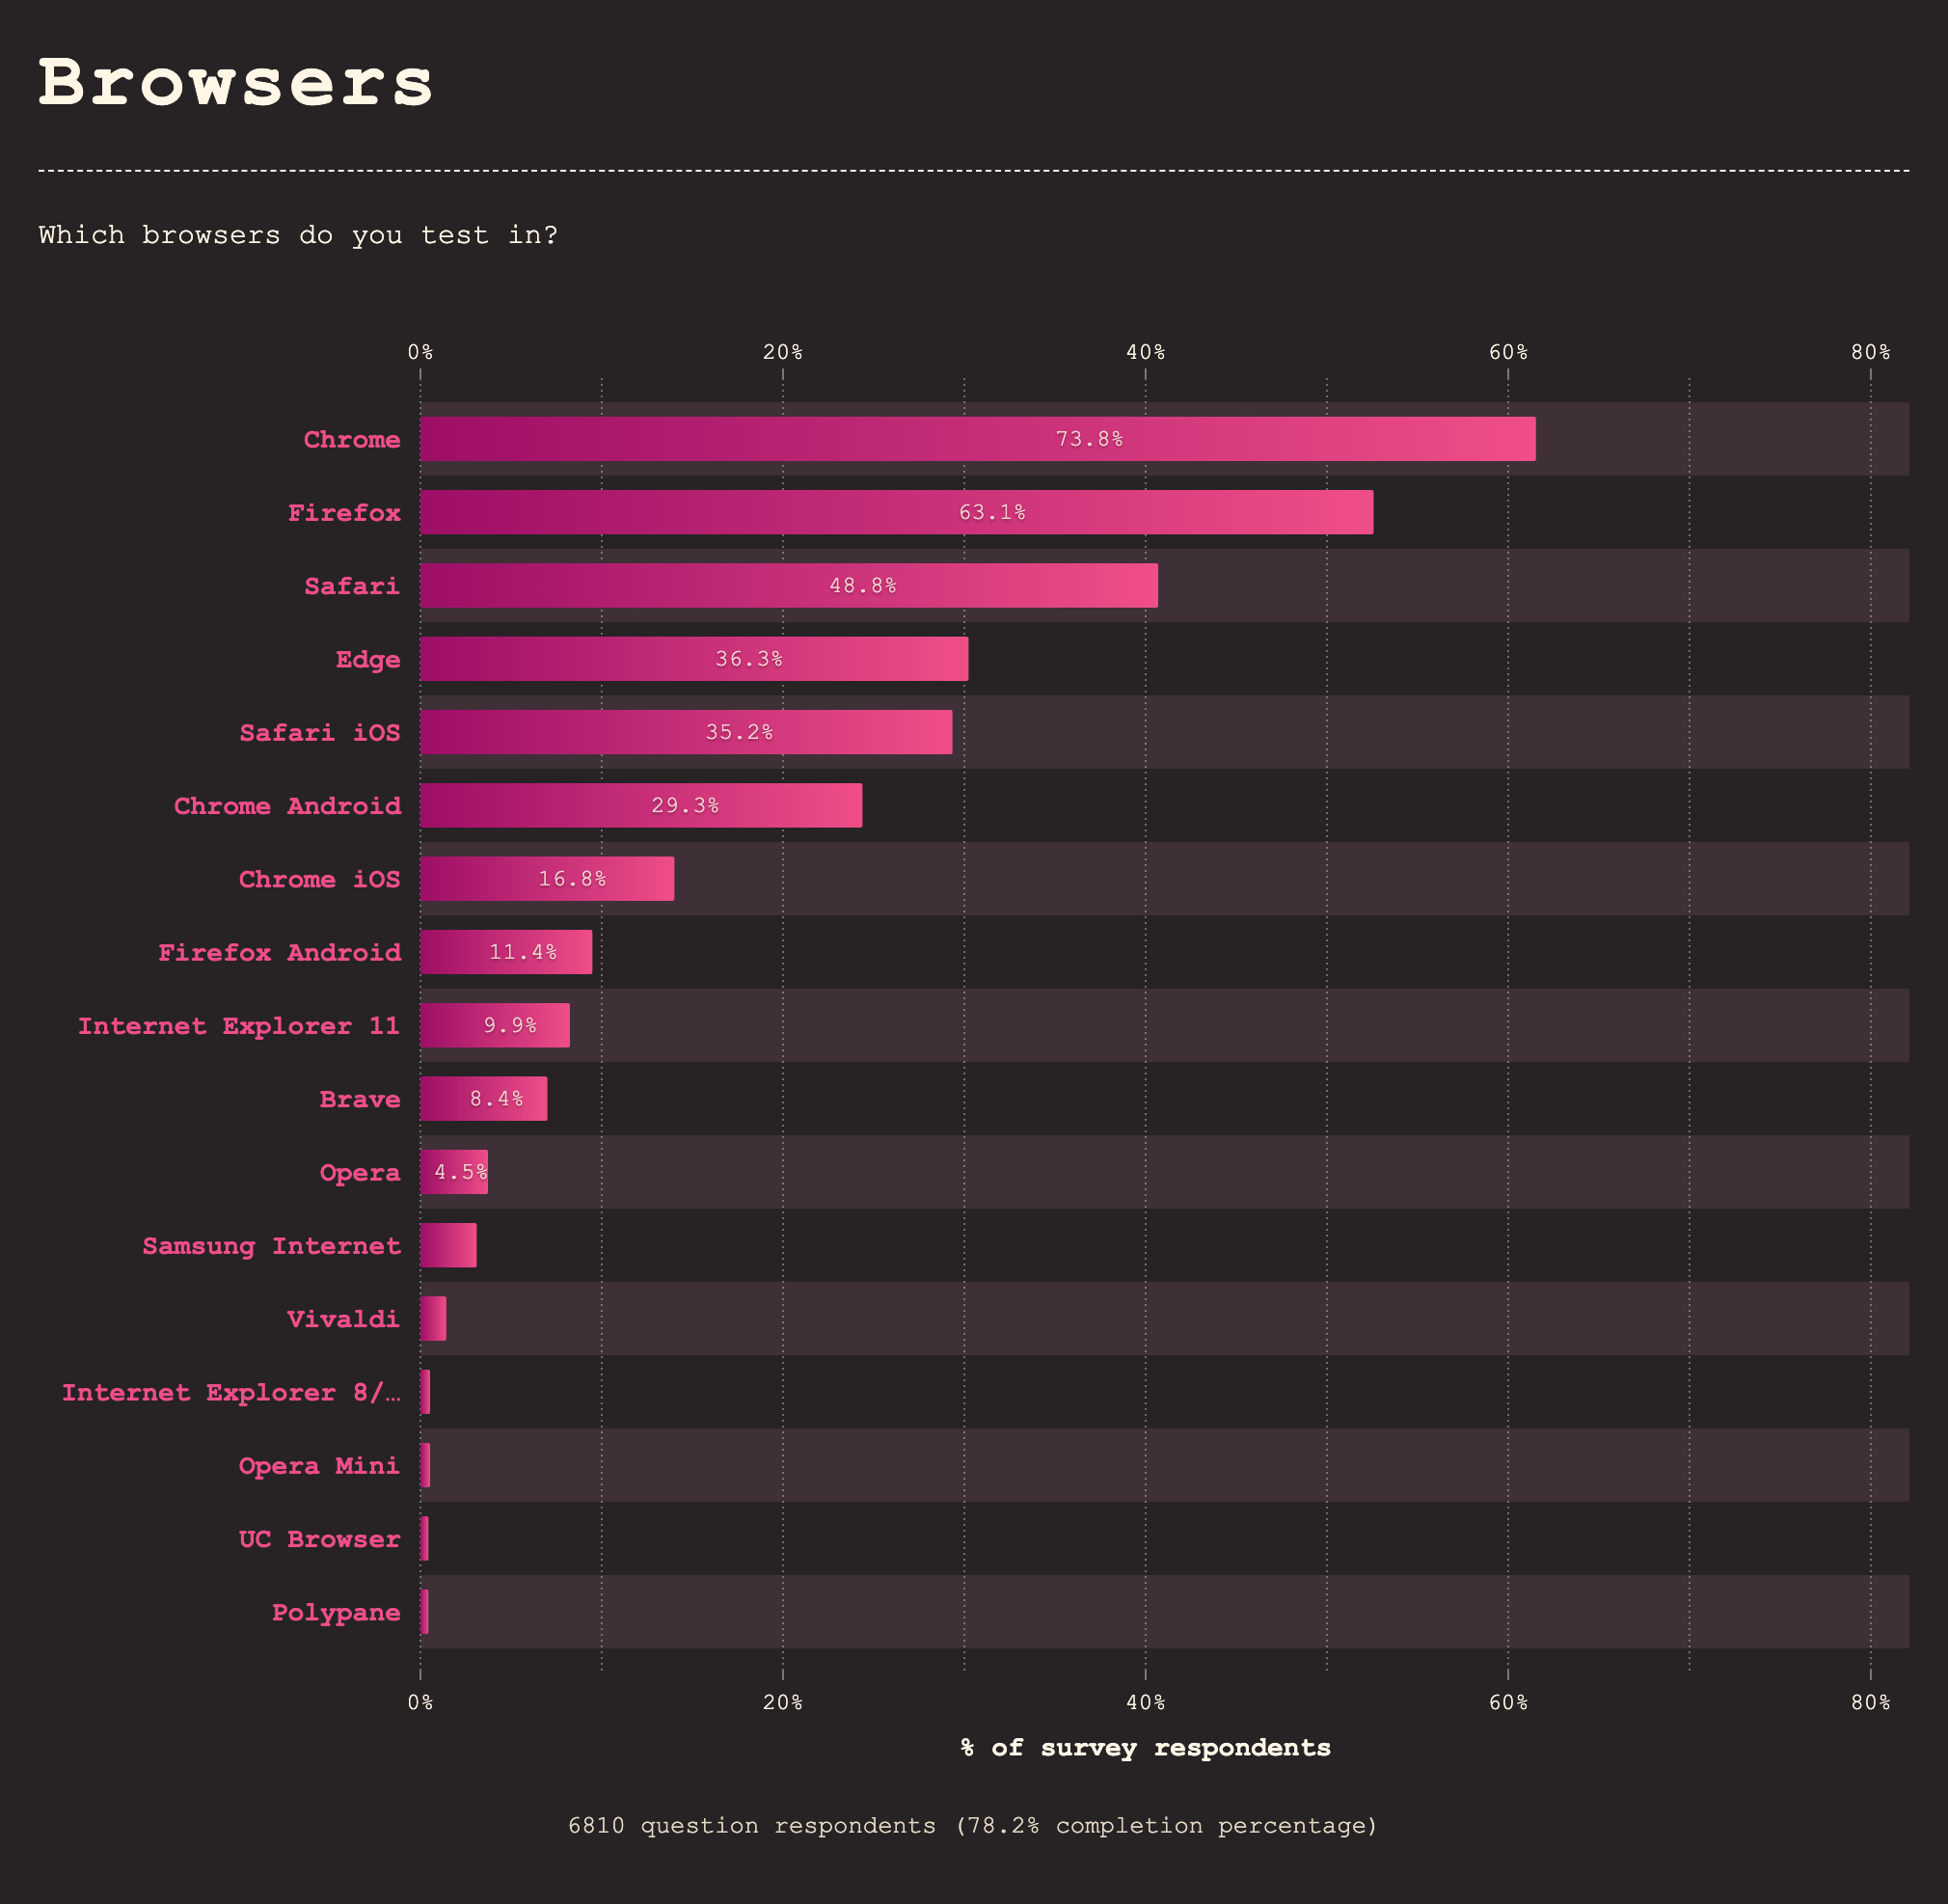 Browsers
Which browsers do you test in?
0% 20% 40% 60% 80%
Chrome 73.8%
Firefox 63.1%
Safari 48.8%
Edge 36.3%
Safari iOS 35.2%
Chrome Android 29.3%
Chrome iOS 16.8%
Firefox Android 11.4%
Internet Explorer 11 9.9%
Brave 8.4%
Opera 4.5%
Samsung Internet
Vivaldi
Internet Explorer 8/…
Opera Mini
UC Browser
Polypane
0% 20% 40% 60% 80%
% of survey respondents
6810 question respondents (78.2% completion percentage)